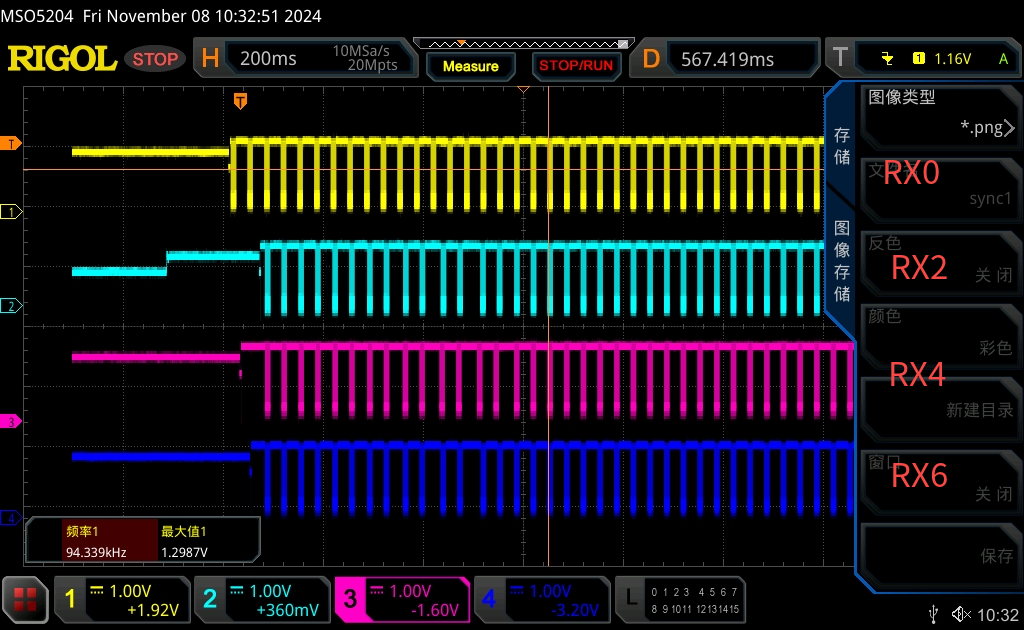 MSO5204 Fri November 08 10:32:51 2024
RIGOL STOP H 200ms 10MSa/s 20Mpts Measure STOP/RUN D 567.419ms T 1 1.16V A
T
T
1
2
3
4
存储
图像存储
图像类型
*.png
RX0
sync1
反色
RX2
关闭
颜色
彩色
RX4
新建目录
窗口
RX6
关闭
保存
频率1 最大值1
94.339kHz 1.2987V
1 1.00V +1.92V
2 1.00V +360mV
3 1.00V -1.60V
4 1.00V -3.20V
L 0 1 2 3 4 5 6 7
8 9 10 11 12 13 14 15
10:32